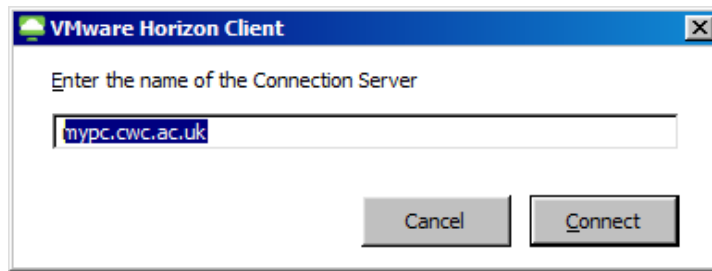 VMware Horizon Client
Enter the name of the Connection Server
mypc.cwc.ac.uk
Cancel Connect